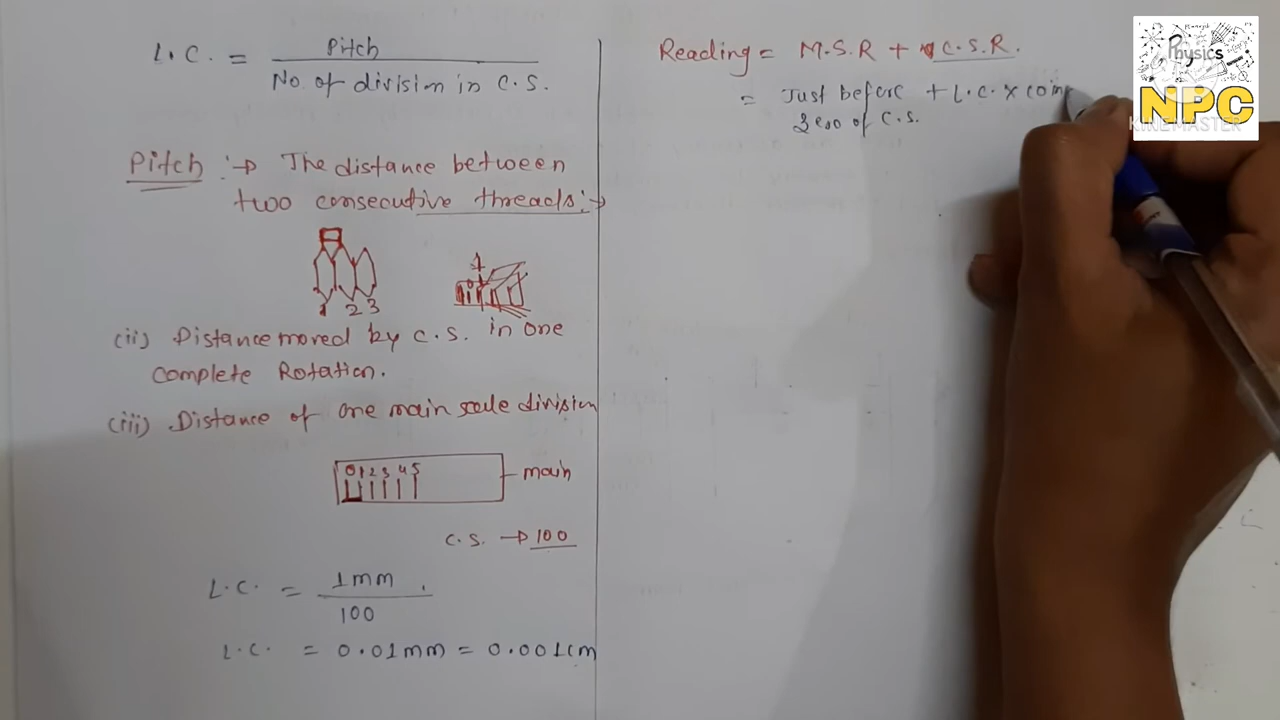 L.C. = Pitch
No of division in C.S.
Pitch :→ The distance between
two consecutive threads:→
1 2 3
(ii) Distance moved by C.S. in one
complete Rotation.
(iii) Distance of one main scale division
0 1 2 3 4 5
main
C.S. → 100
L.C. = 1mm
100
L.C. = 0.01mm = 0.001cm
Reading = M.S.R + C.S.R.
= Just before + L.C. × coin
zero of C.S.
Physics
NPC
KINEMASTER